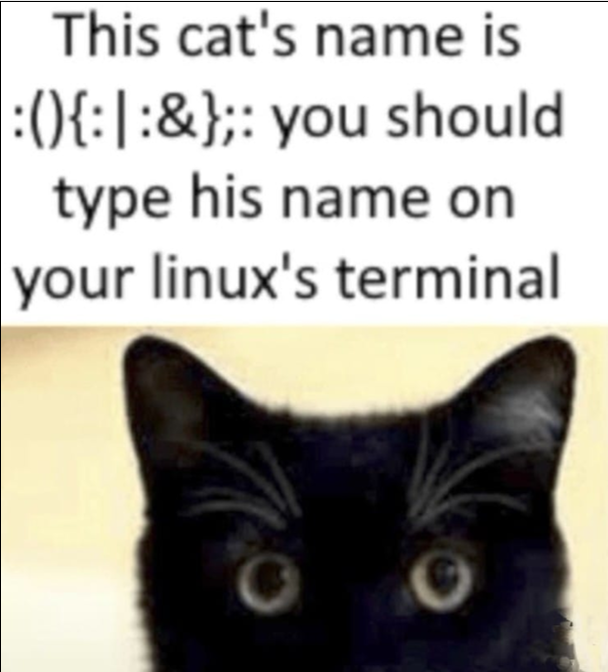 This cat's name is
:(){:|:&};: you should
type his name on
your linux's terminal